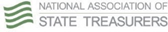 NATIONAL ASSOCIATION OF
STATE TREASURERS